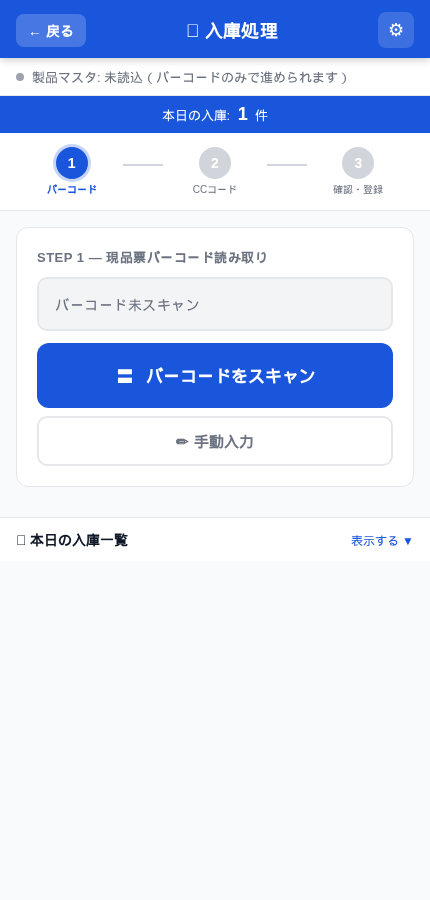 ← 戻る
入庫処理
製品マスタ: 未読込（バーコードのみで進められます）
本日の入庫: 1 件
1
2
3
バーコード
CCコード
確認・登録
STEP 1 — 現品票バーコード読み取り
バーコード未スキャン
バーコードをスキャン
✏ 手動入力
本日の入庫一覧
表示する ▼